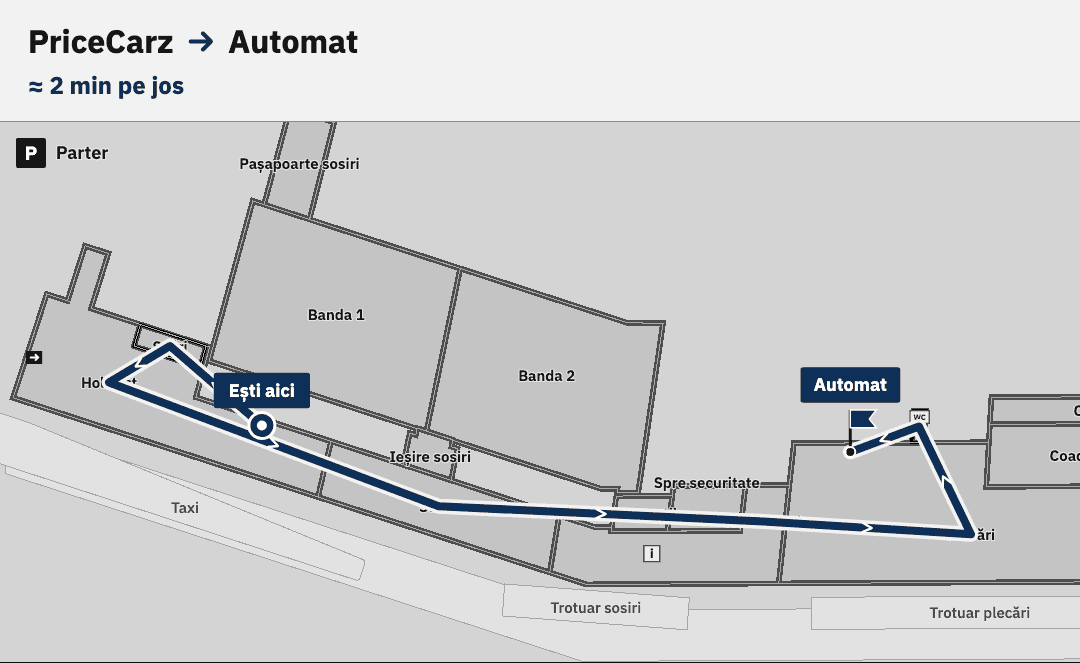 PriceCarz → Automat
≈ 2 min pe jos
P Parter
Pașapoarte sosiri
Banda 1
Banda 2
Ești aici
Automat
wc
Ieșire sosiri
Spre securitate
Taxi
i
Trotuar sosiri
Trotuar plecări